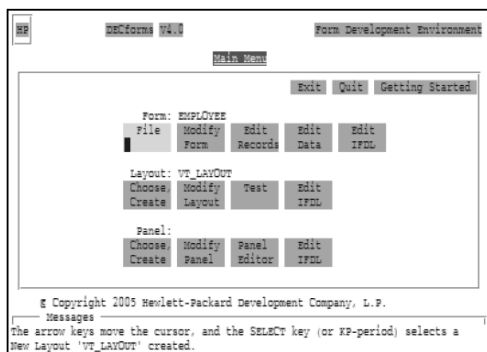 HP DECforms V4.0 Form Development Environment
Main Menu
Exit Quit Getting Started
Form: EMPLOYEE
File Modify Edit Edit Edit
Form Records Data IFDL
Layout: VT_LAYOUT
Choose, Modify Test Edit
Create Layout IFDL
Panel:
Choose, Modify Panel Edit
Create Panel Editor IFDL
Copyright 2005 Hewlett-Packard Development Company, L.P.
Messages
The arrow keys move the cursor, and the SELECT key (or KP-period) selects a
New Layout 'VT_LAYOUT' created.